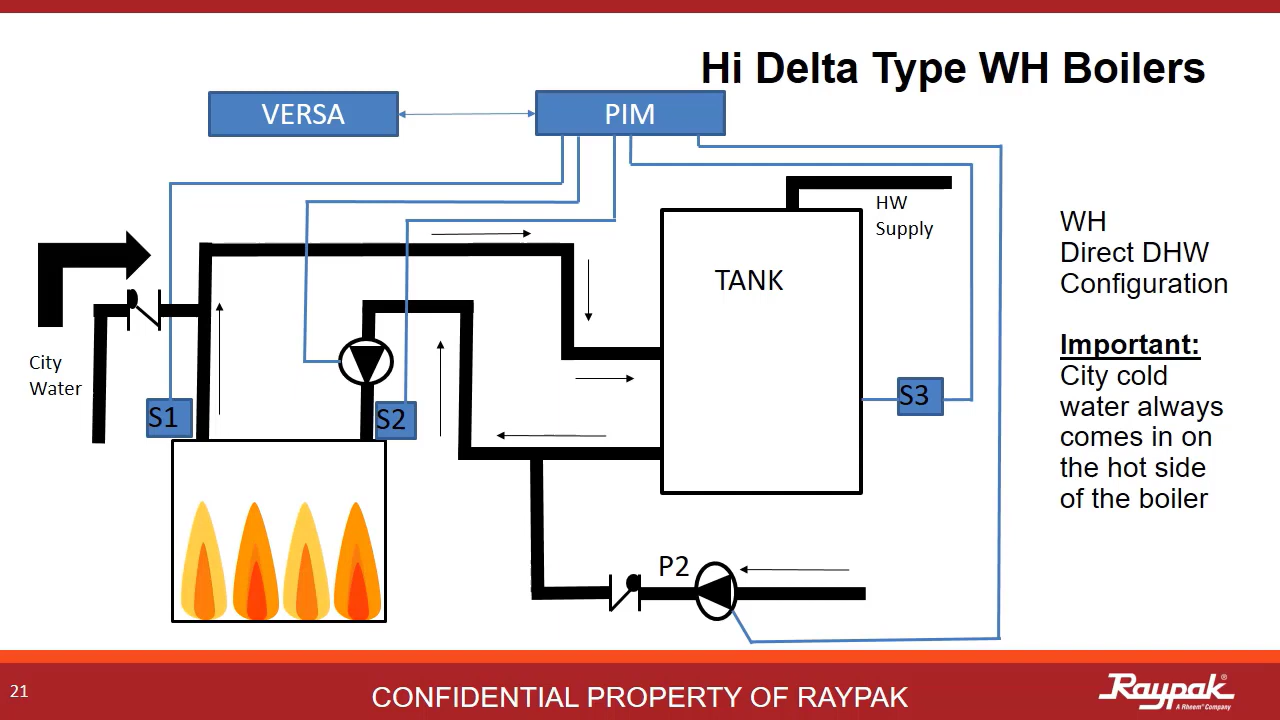 Hi Delta Type WH Boilers
VERSA
PIM
HW
Supply
TANK
City
Water
S1
S2
S3
P2
WH
Direct DHW
Configuration
Important:
City cold
water always
comes in on
the hot side
of the boiler
21
CONFIDENTIAL PROPERTY OF RAYPAK
Raypak®
A Rheem® Company